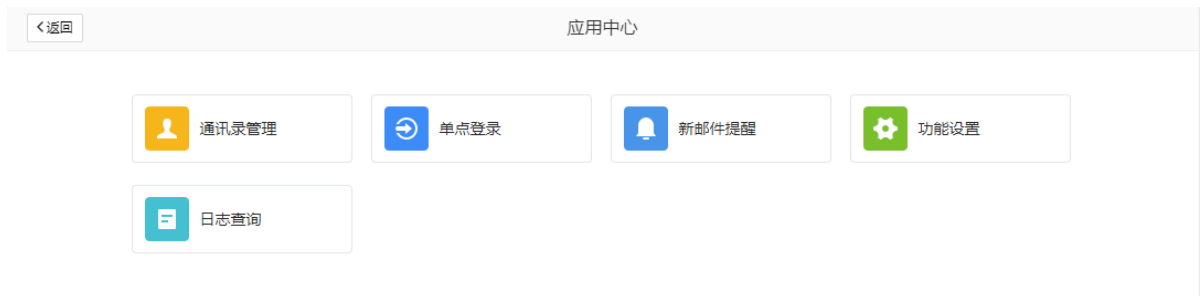 返回
应用中心
通讯录管理
单点登录
新邮件提醒
功能设置
日志查询